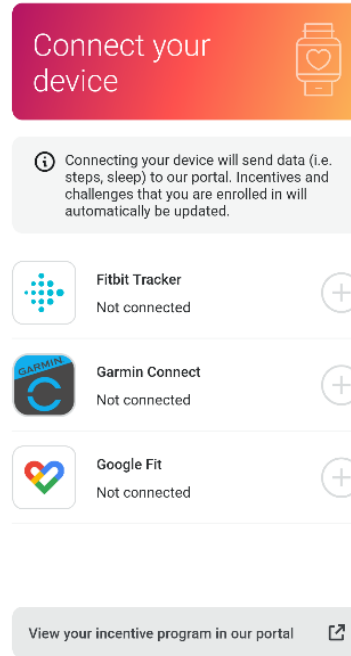 Connect your
device
Connecting your device will send data (i.e.
steps, sleep) to our portal. Incentives and
challenges that you are enrolled in will
automatically be updated.
Fitbit Tracker
Not connected
GARMIN
Garmin Connect
Not connected
Google Fit
Not connected
View your incentive program in our portal